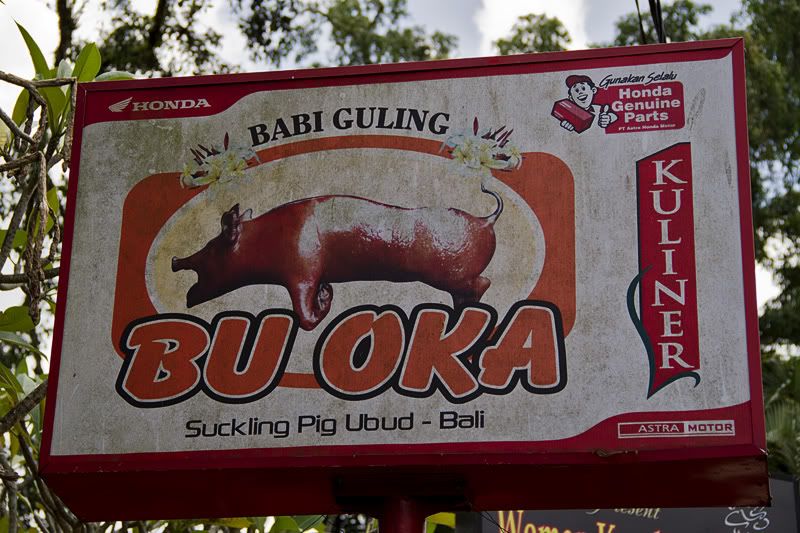 HONDA
Gunakan Selalu
Honda
Genuine
Parts
PT Astra Honda Motor
BABI GULING
KULINER
BU OKA
Suckling Pig Ubud - Bali
ASTRA MOTOR